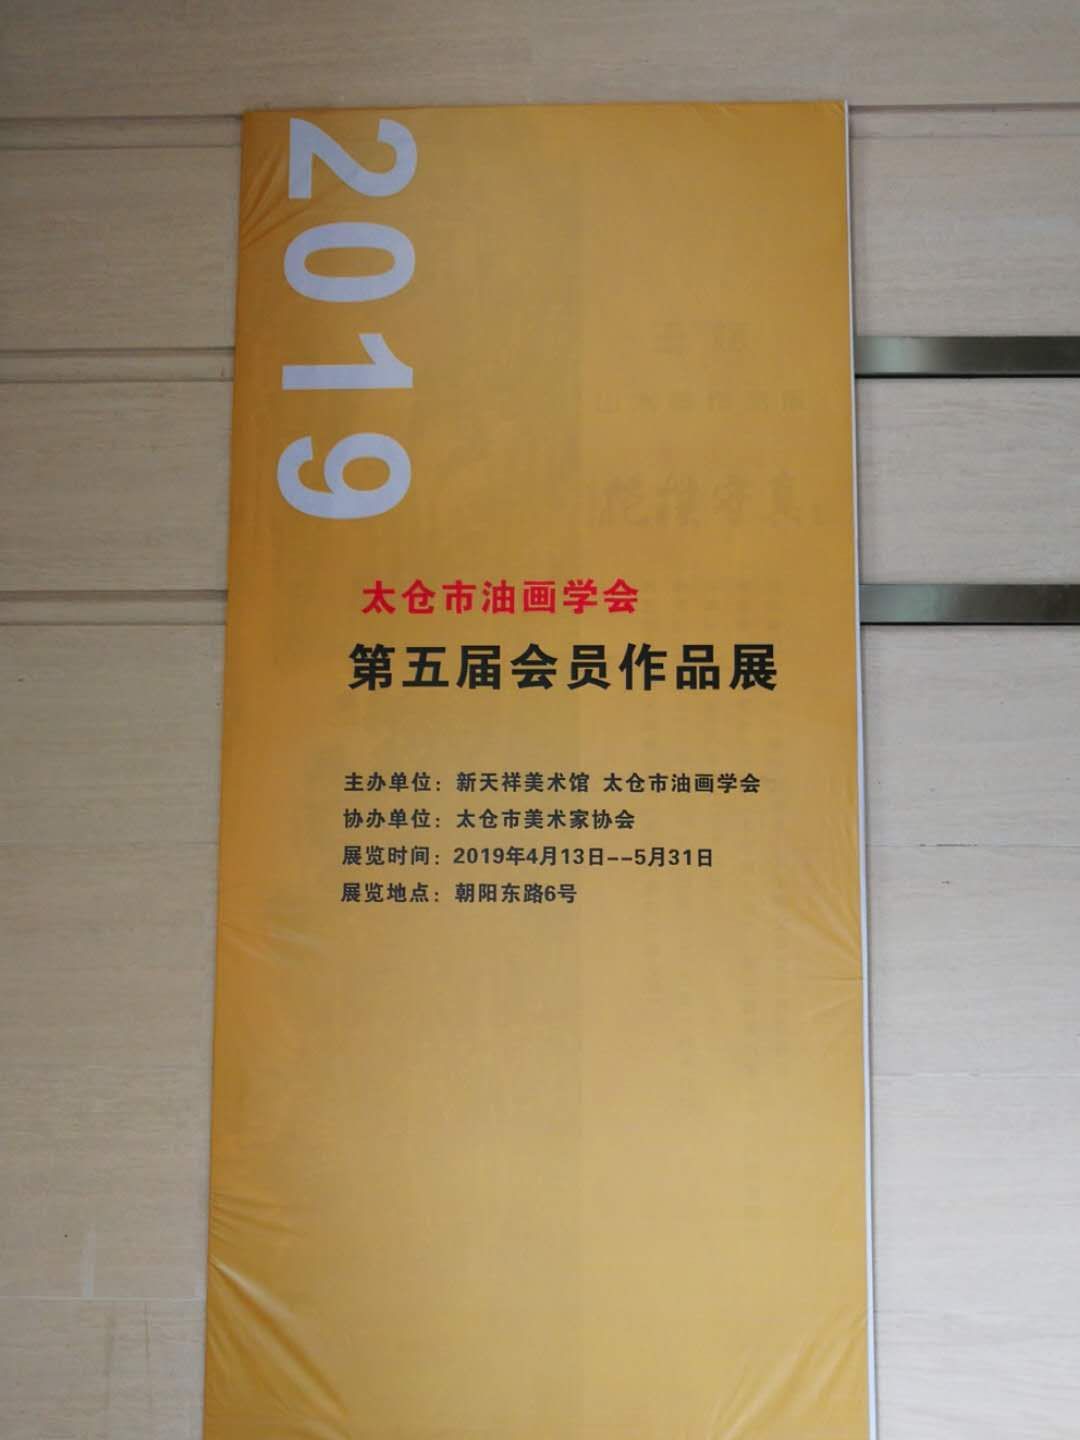 2019
太仓市油画学会
第五届会员作品展
主办单位：新天祥美术馆 太仓市油画学会
协办单位：太仓市美术家协会
展览时间：2019年4月13日--5月31日
展览地点：朝阳东路6号